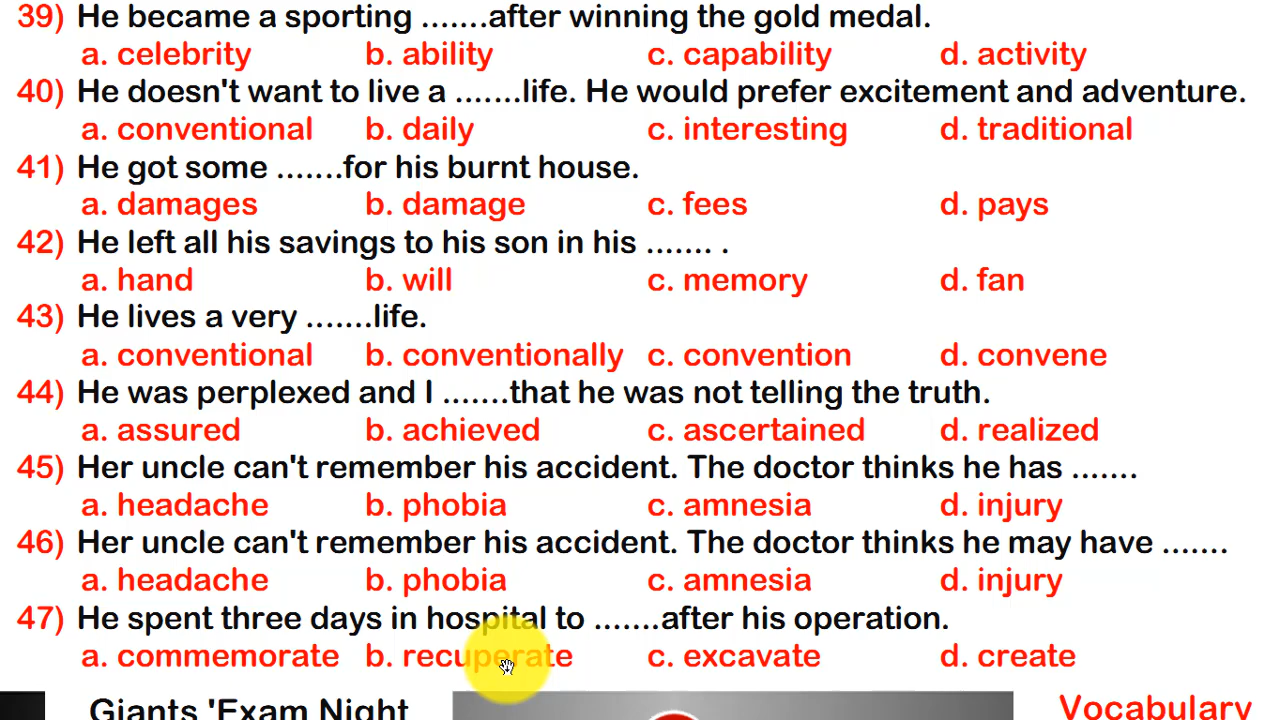 39) He became a sporting .......after winning the gold medal.
a. celebrity b. ability c. capability d. activity
40) He doesn't want to live a .......life. He would prefer excitement and adventure.
a. conventional b. daily c. interesting d. traditional
41) He got some .......for his burnt house.
a. damages b. damage c. fees d. pays
42) He left all his savings to his son in his ....... .
a. hand b. will c. memory d. fan
43) He lives a very .......life.
a. conventional b. conventionally c. convention d. convene
44) He was perplexed and I .......that he was not telling the truth.
a. assured b. achieved c. ascertained d. realized
45) Her uncle can't remember his accident. The doctor thinks he has .......
a. headache b. phobia c. amnesia d. injury
46) Her uncle can't remember his accident. The doctor thinks he may have .......
a. headache b. phobia c. amnesia d. injury
47) He spent three days in hospital to .......after his operation.
a. commemorate b. recuperate c. excavate d. create
Giants 'Exam Night Vocabulary